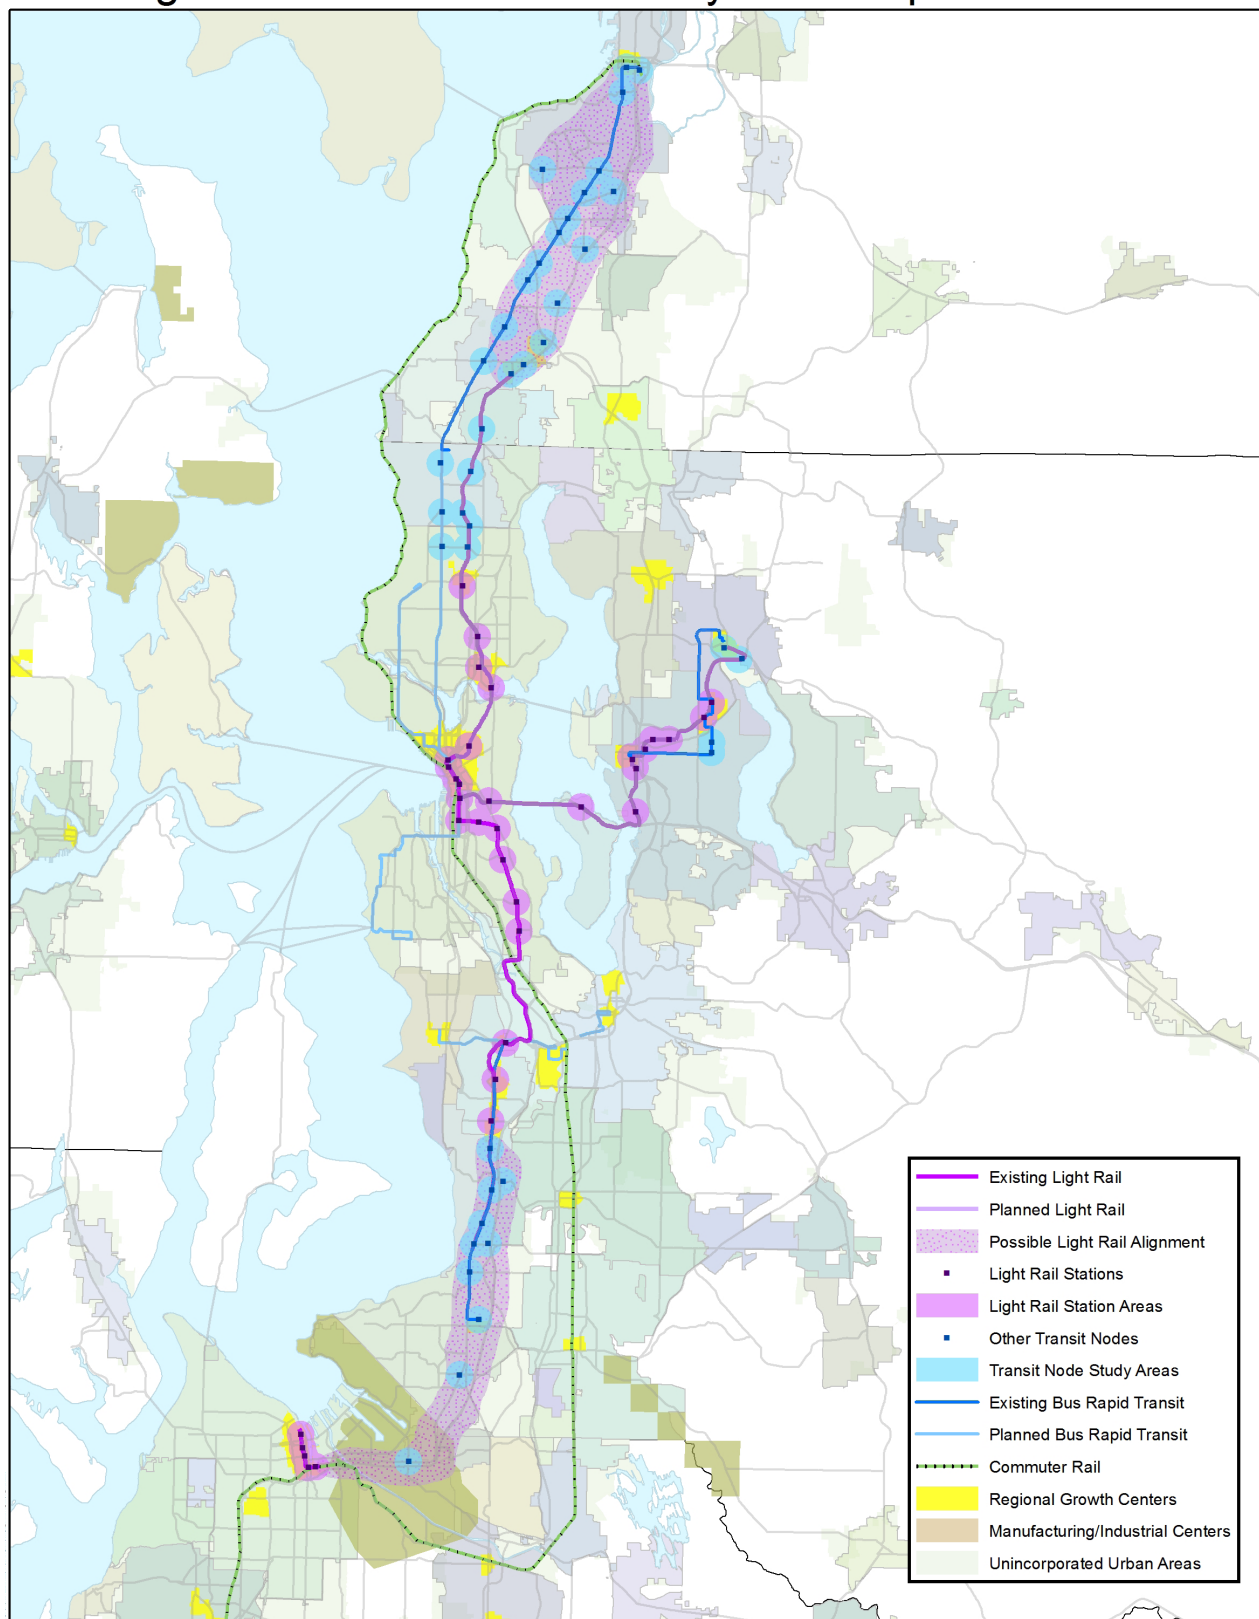 Existing Light Rail
Planned Light Rail
Possible Light Rail Alignment
Light Rail Stations
Light Rail Station Areas
Other Transit Nodes
Transit Node Study Areas
Existing Bus Rapid Transit
Planned Bus Rapid Transit
Commuter Rail
Regional Growth Centers
Manufacturing/Industrial Centers
Unincorporated Urban Areas